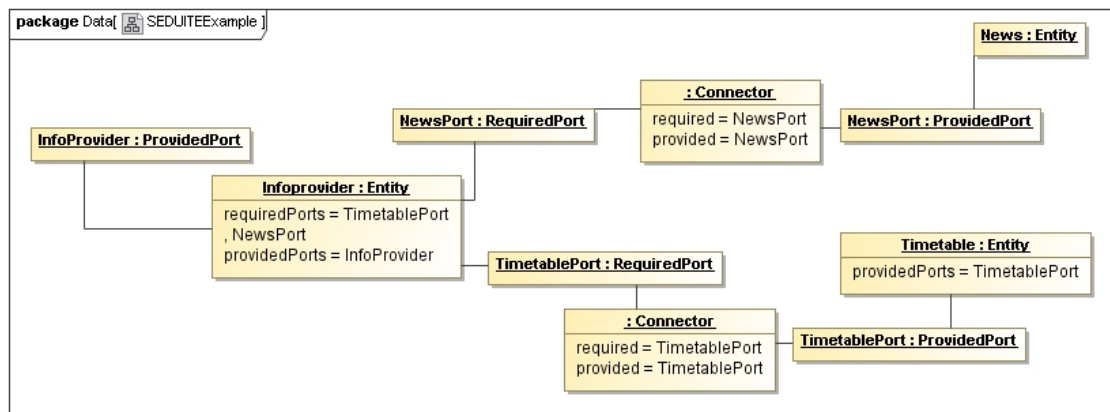 package Data[ SEDUITEExample ]
News : Entity
: Connector
required = NewsPort
provided = NewsPort
NewsPort : RequiredPort
NewsPort : ProvidedPort
InfoProvider : ProvidedPort
Infoprovider : Entity
requiredPorts = TimetablePort
, NewsPort
providedPorts = InfoProvider
Timetable : Entity
providedPorts = TimetablePort
TimetablePort : RequiredPort
: Connector
required = TimetablePort
provided = TimetablePort
TimetablePort : ProvidedPort